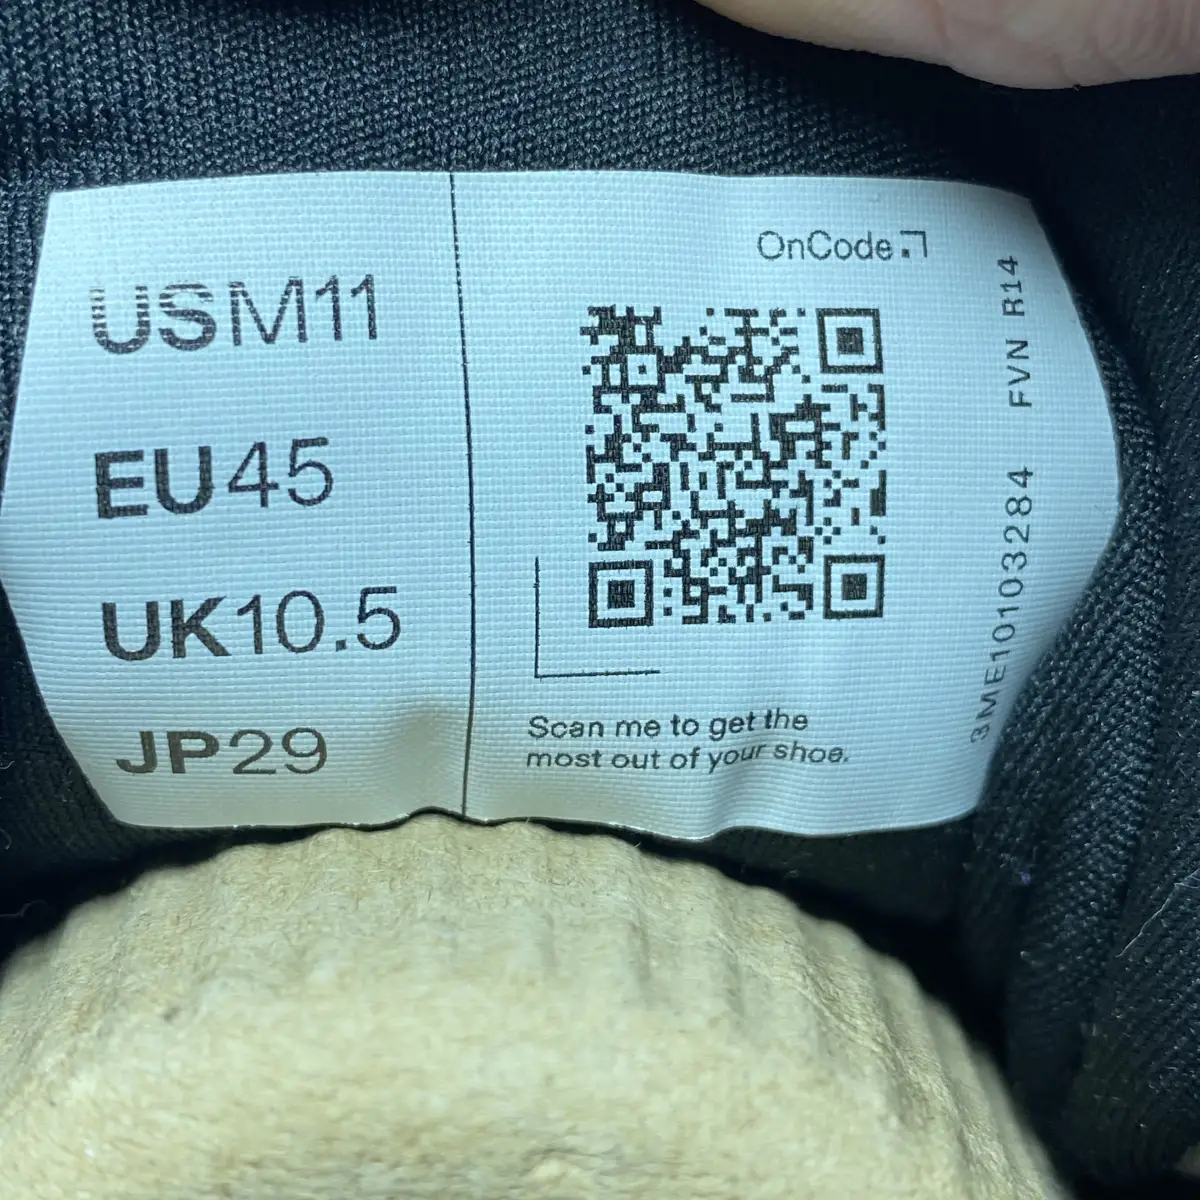 USM11
EU45
UK10.5
JP29
OnCode
Scan me to get the
most out of your shoe.
3ME10103284 FVN R14